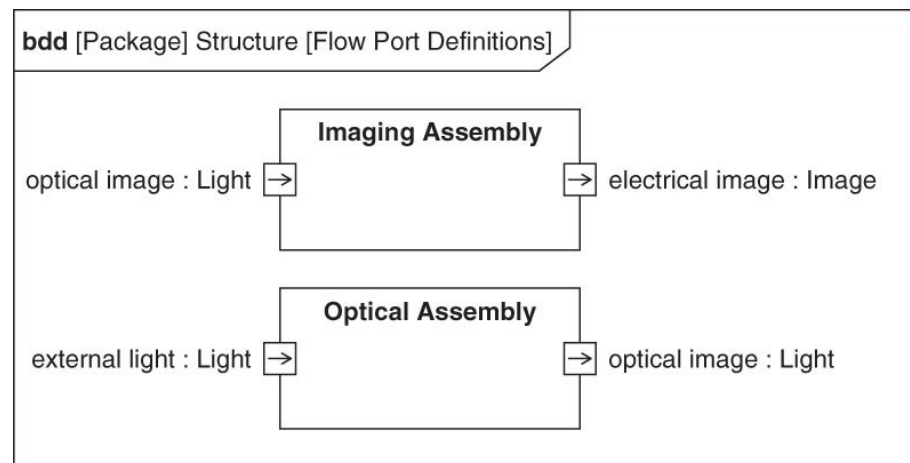 bdd [Package] Structure [Flow Port Definitions]
Imaging Assembly
optical image : Light
electrical image : Image
Optical Assembly
external light : Light
optical image : Light